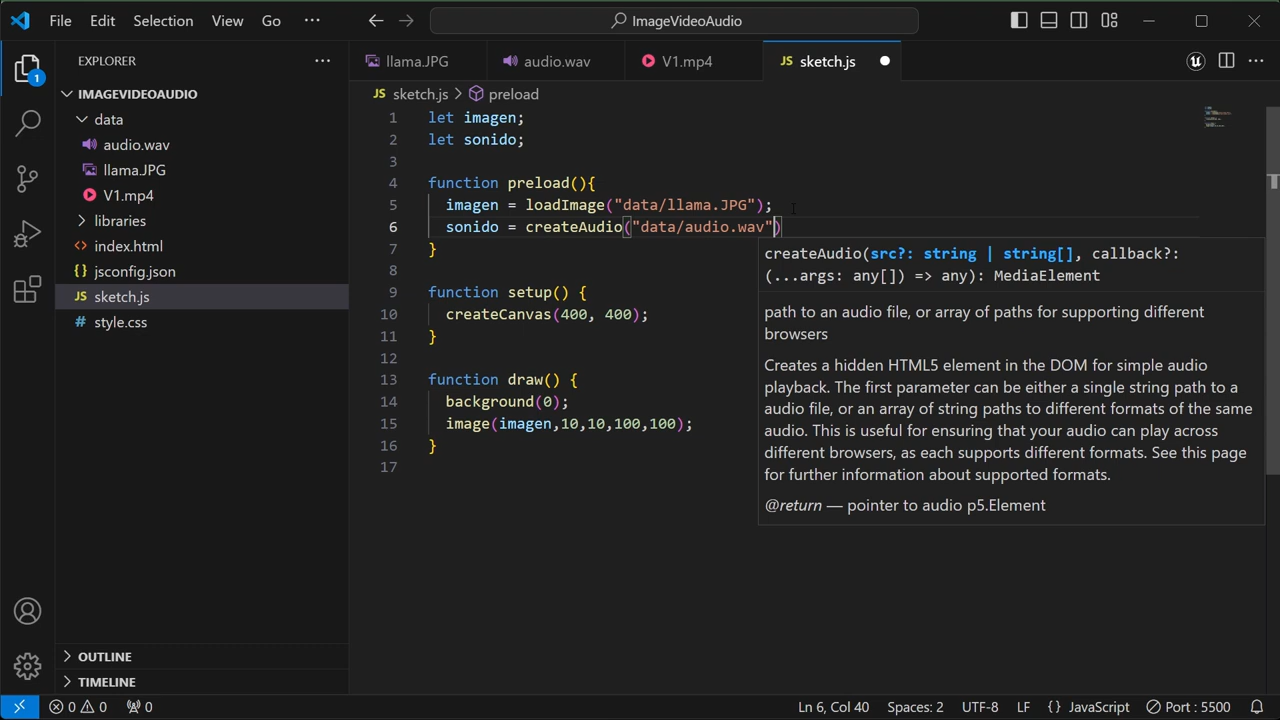 File Edit Selection View Go ··· ImageVideoAudio
EXPLORER ···
1
IMAGEVIDEOAUDIO
data
audio.wav
llama.JPG
V1.mp4
libraries
index.html
{} jsconfig.json
JS sketch.js
# style.css
OUTLINE
TIMELINE
llama.JPG audio.wav V1.mp4 JS sketch.js ···
JS sketch.js > preload
1 let imagen;
2 let sonido;
3
4 function preload(){
5 imagen = loadImage("data/llama.JPG");
6 sonido = createAudio("data/audio.wav")
7 }
8
9 function setup() {
10 createCanvas(400, 400);
11 }
12
13 function draw() {
14 background(0);
15 image(imagen,10,10,100,100);
16 }
17
createAudio(src?: string | string[], callback?:
(...args: any[]) => any): MediaElement
path to an audio file, or array of paths for supporting different
browsers
Creates a hidden HTML5 element in the DOM for simple audio
playback. The first parameter can be either a single string path to a
audio file, or an array of string paths to different formats of the same
audio. This is useful for ensuring that your audio can play across
different browsers, as each supports different formats. See this page
for further information about supported formats.
@return — pointer to audio p5.Element
0 0 0 Ln 6, Col 40 Spaces: 2 UTF-8 LF {} JavaScript Port : 5500